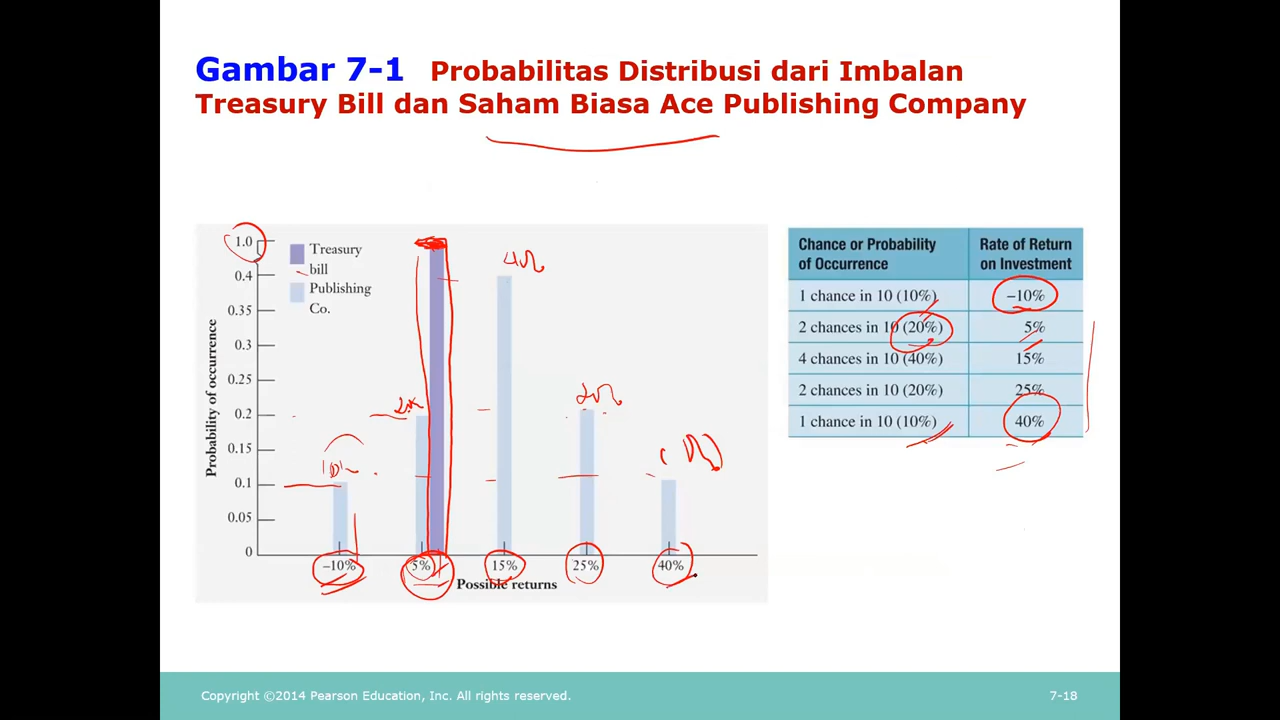 Gambar 7-1 Probabilitas Distribusi dari Imbalan
Treasury Bill dan Saham Biasa Ace Publishing Company
Probability of occurrence
1.0
0.4
0.35
0.3
0.25
0.2
0.15
0.1
0.05
0
Treasury
bill
Publishing
Co.
10%
20%
40%
20%
−10%
5%
15%
25%
40%
Possible returns
Chance or Probability
of Occurrence
Rate of Return
on Investment
1 chance in 10 (10%)
−10%
2 chances in 10 (20%)
5%
4 chances in 10 (40%)
15%
2 chances in 10 (20%)
25%
1 chance in 10 (10%)
40%
Copyright ©2014 Pearson Education, Inc. All rights reserved.
7-18